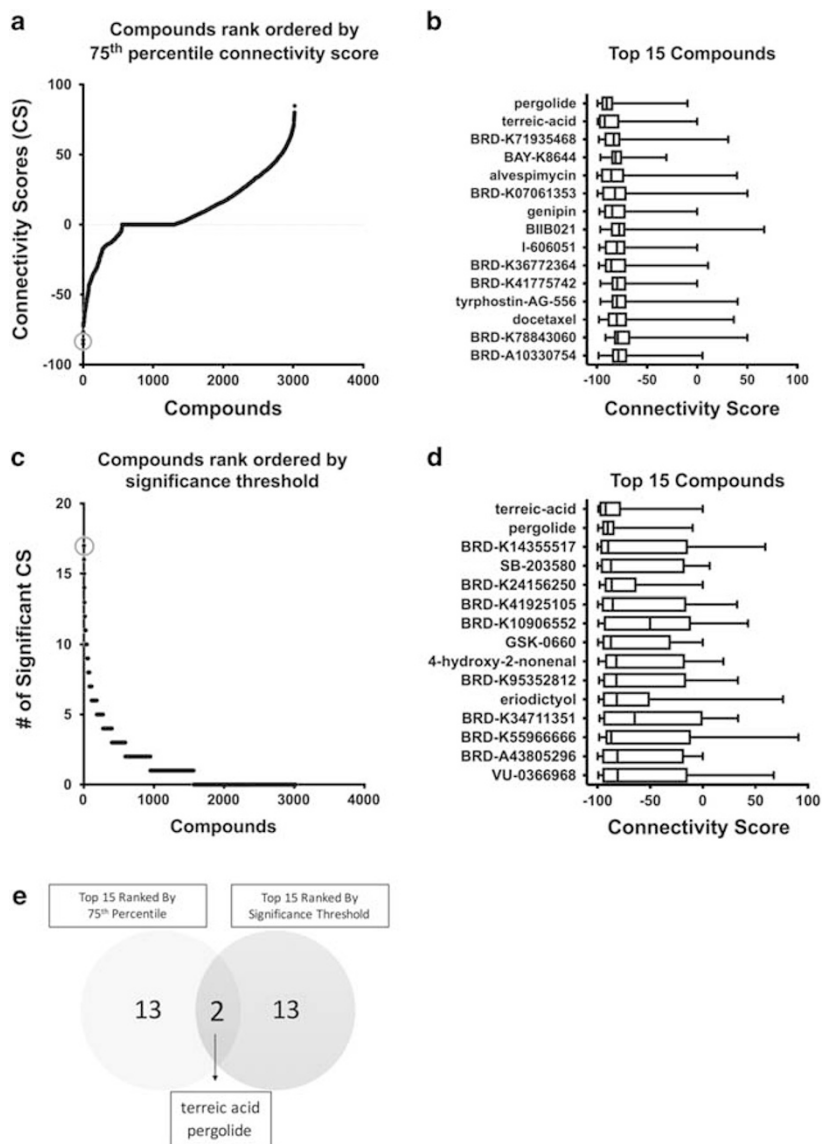 a
Compounds rank ordered by
75th percentile connectivity score
Connectivity Scores (CS)
100
50
0
-50
-100
0
1000
2000
3000
4000
Compounds
b
Top 15 Compounds
pergolide
terreic-acid
BRD-K71935468
BAY-K8644
alvespimycin
BRD-K07061353
genipin
BIIB021
I-606051
BRD-K36772364
BRD-K41775742
tyrphostin-AG-556
docetaxel
BRD-K78843060
BRD-A10330754
-100
-50
0
50
100
Connectivity Score
c
Compounds rank ordered by
significance threshold
# of Significant CS
20
15
10
5
0
0
1000
2000
3000
4000
Compounds
d
Top 15 Compounds
terreic-acid
pergolide
BRD-K14355517
SB-203580
BRD-K24156250
BRD-K41925105
BRD-K10906552
GSK-0660
4-hydroxy-2-nonenal
BRD-K95352812
eriodictyol
BRD-K34711351
BRD-K55966666
BRD-A43805296
VU-0366968
-100
-50
0
50
100
Connectivity Score
e
Top 15 Ranked By
75th Percentile
Top 15 Ranked By
Significance Threshold
13
2
13
terreic acid
pergolide